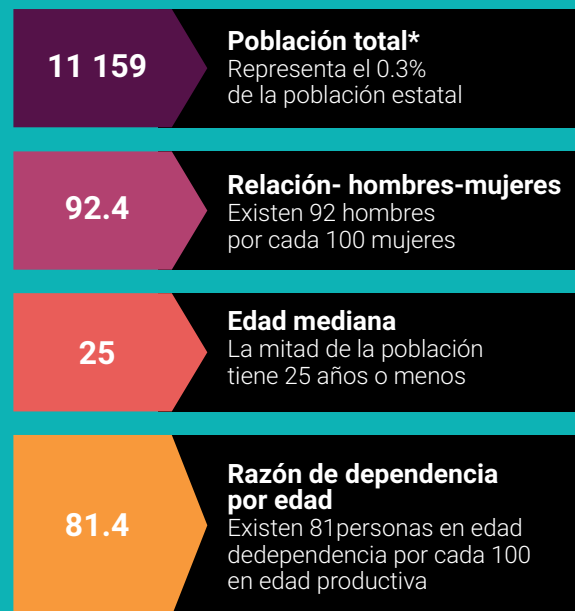 11 159
Población total*
Representa el 0.3%
de la población estatal
92.4
Relación- hombres-mujeres
Existen 92 hombres
por cada 100 mujeres
25
Edad mediana
La mitad de la población
tiene 25 años o menos
81.4
Razón de dependencia
por edad
Existen 81personas en edad
dedependencia por cada 100
en edad productiva